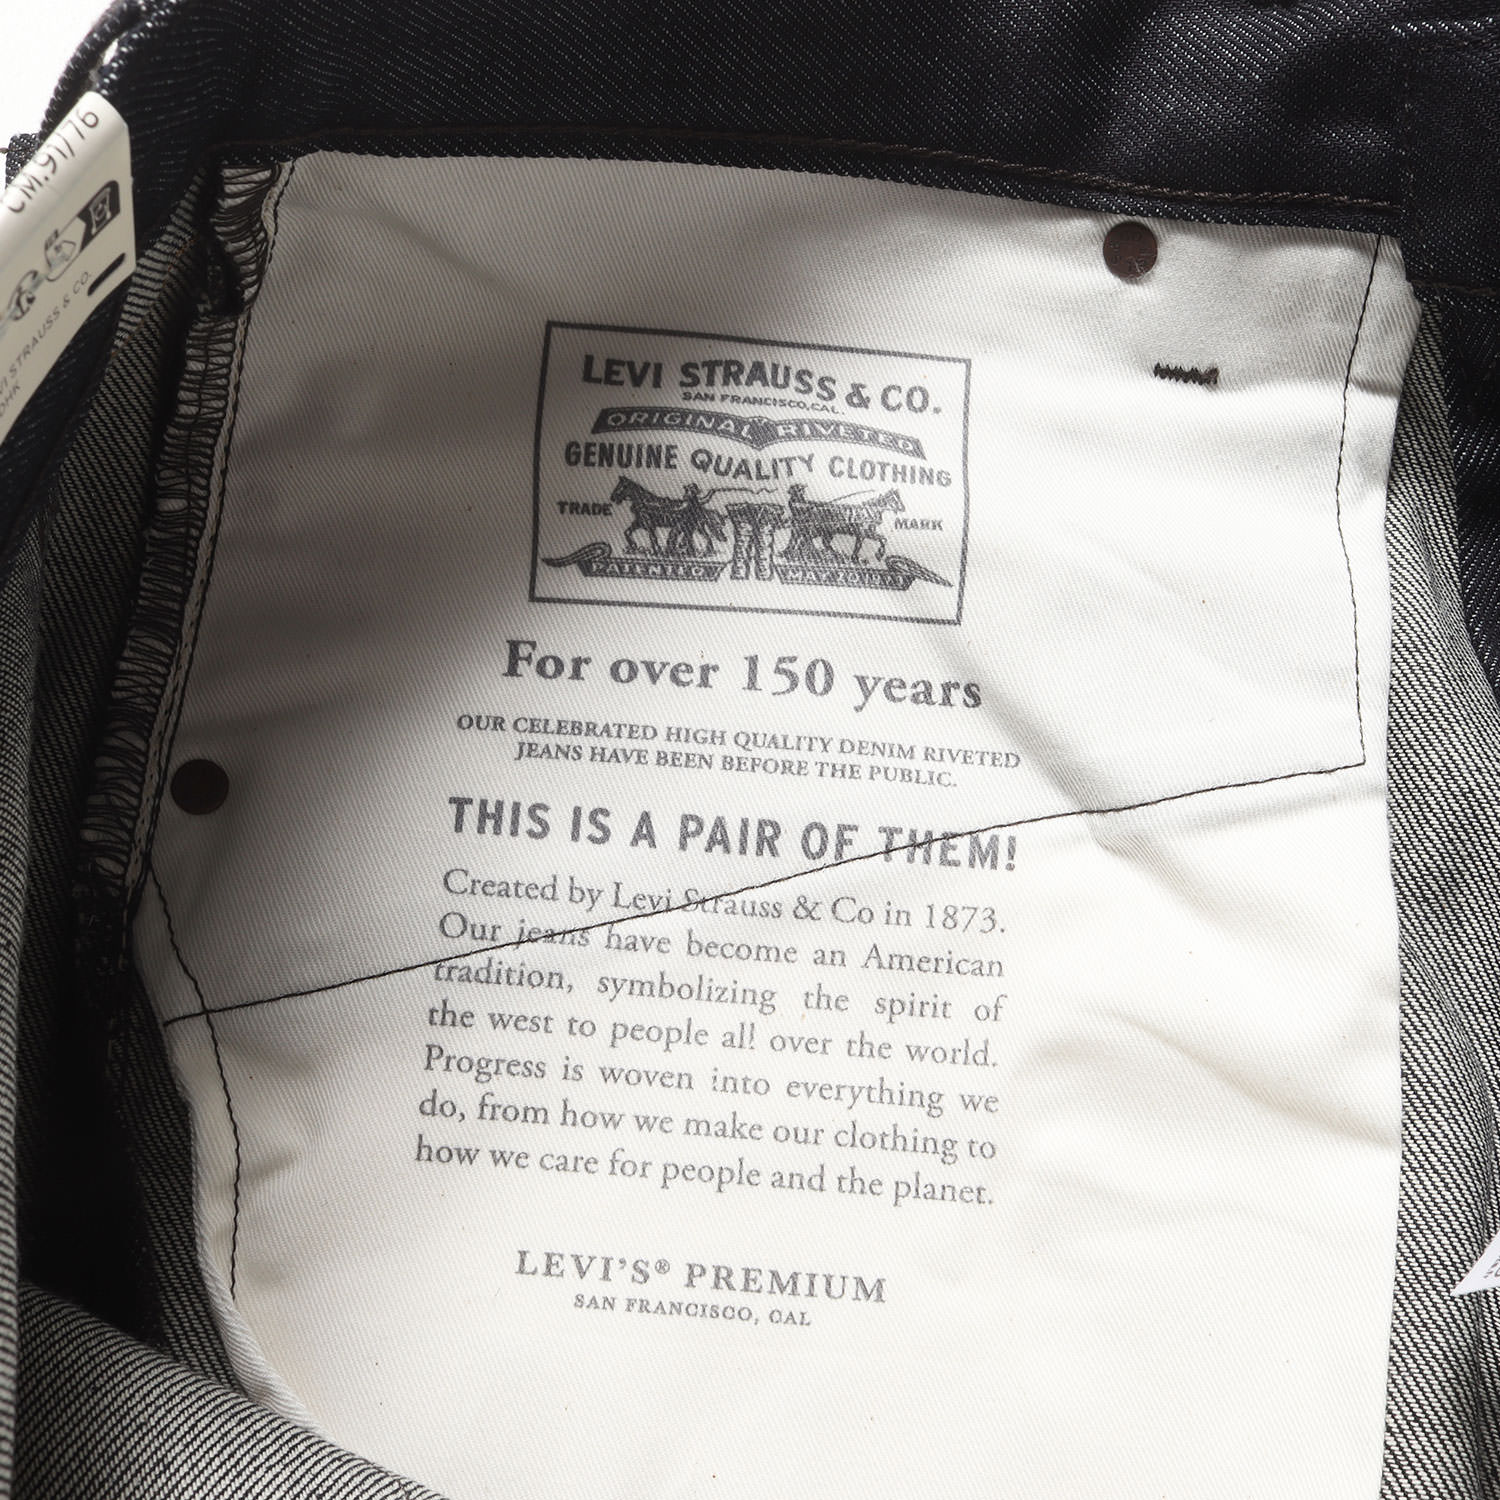 CM.91/76
LEVI STRAUSS & CO.
LEVI STRAUSS & CO.
SAN FRANCISCO, CAL.
ORIGINAL RIVETED
GENUINE QUALITY CLOTHING
TRADE MARK
PATENTED MAY 20 1873
For over 150 years
OUR CELEBRATED HIGH QUALITY DENIM RIVETED
JEANS HAVE BEEN BEFORE THE PUBLIC.
THIS IS A PAIR OF THEM!
Created by Levi Strauss & Co in 1873.
Our jeans have become an American
tradition, symbolizing the spirit of
the west to people all over the world.
Progress is woven into everything we
do, from how we make our clothing to
how we care for people and the planet.
LEVI'S® PREMIUM
SAN FRANCISCO, CAL